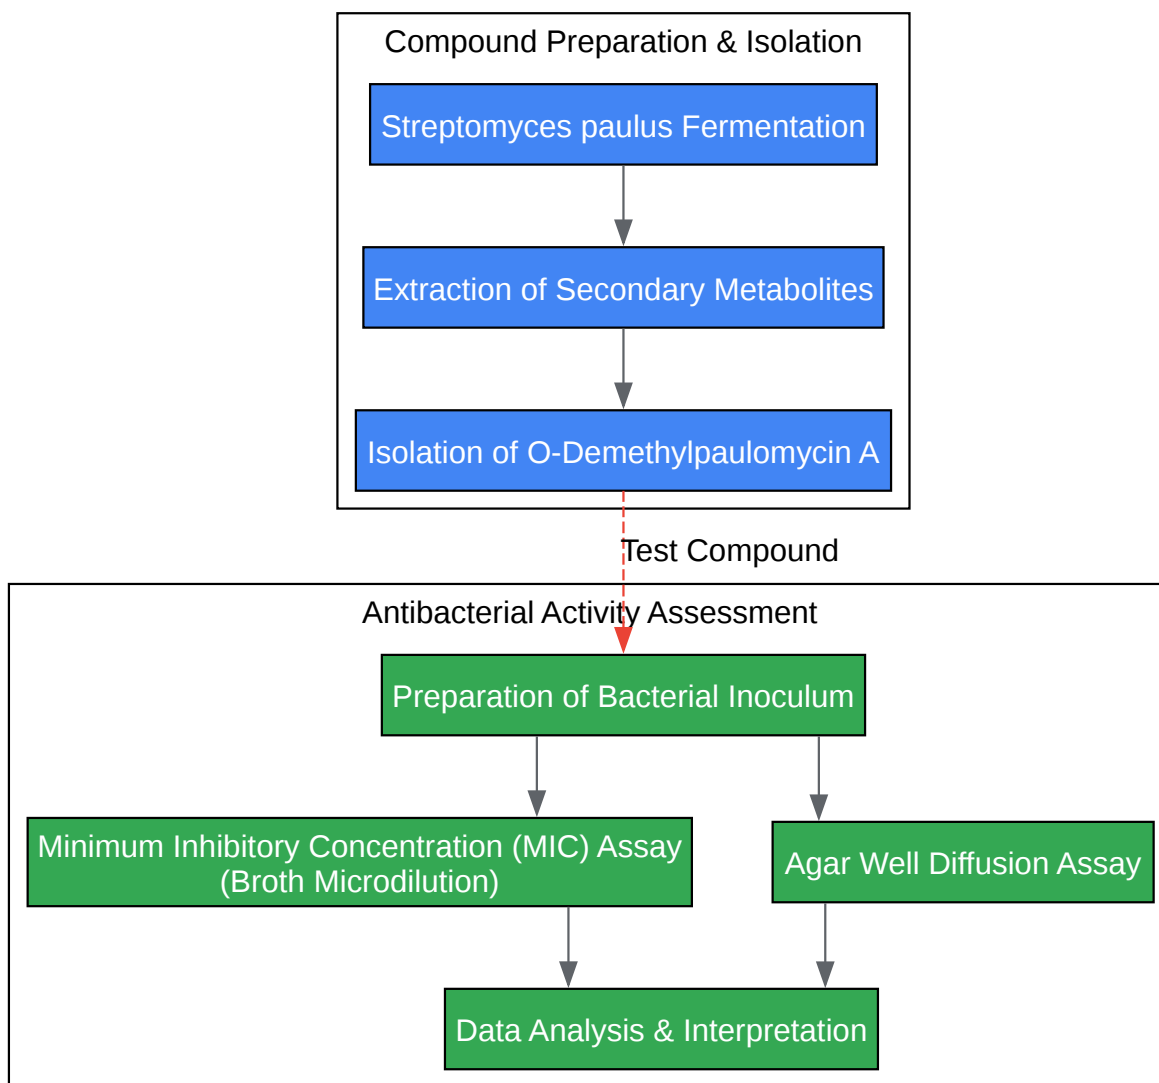 Compound Preparation & Isolation
Streptomyces paulus Fermentation
Extraction of Secondary Metabolites
Isolation of O-Demethylpaulomycin A
Test Compound
Antibacterial Activity Assessment
Preparation of Bacterial Inoculum
Minimum Inhibitory Concentration (MIC) Assay
(Broth Microdilution)
Agar Well Diffusion Assay
Data Analysis & Interpretation